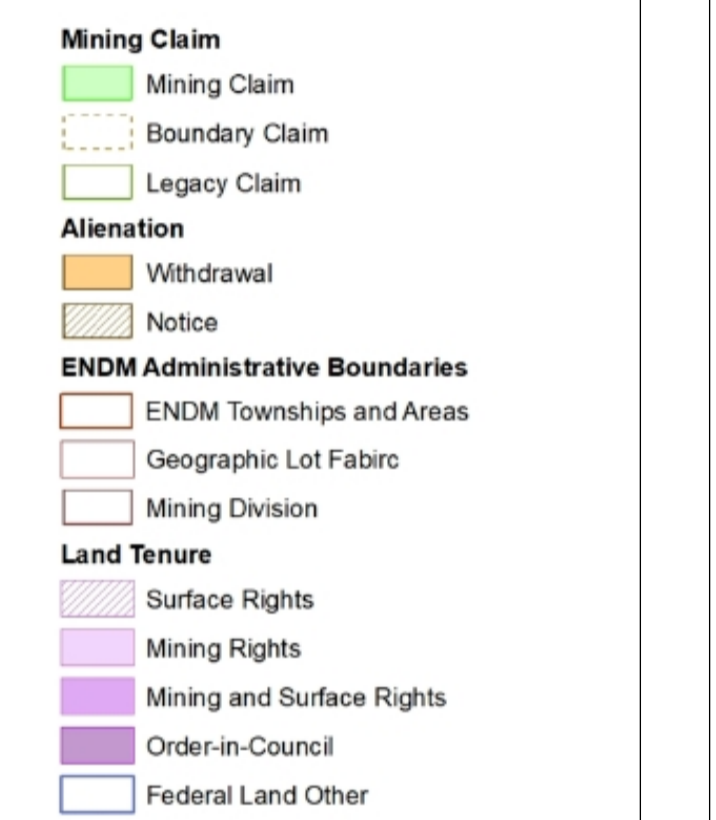 Mining Claim
Mining Claim
Boundary Claim
Legacy Claim
Alienation
Withdrawal
Notice
ENDM Administrative Boundaries
ENDM Townships and Areas
Geographic Lot Fabirc
Mining Division
Land Tenure
Surface Rights
Mining Rights
Mining and Surface Rights
Order-in-Council
Federal Land Other